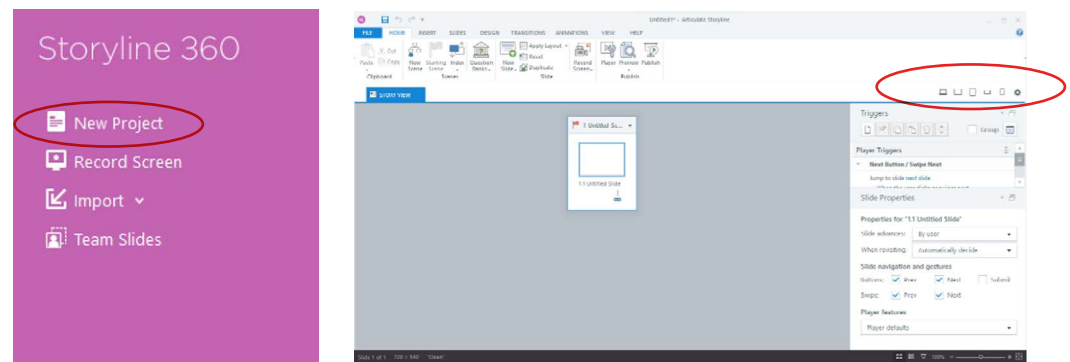 Storyline 360
New Project
Record Screen
Import
Team Slides
Untitled1* - Articulate Storyline
FILE HOME INSERT SLIDES DESIGN TRANSITIONS ANIMATIONS VIEW HELP
Paste
Cut
Copy
Clipboard
New Scene
Starting Scene
Index
Question Banks
Scenes
New Slide
Apply Layout
Reset
Duplicate
Slide
Record Screen
Player Preview Publish
Publish
STORY VIEW
1 Untitled Sc...
1.1 Untitled Slide
Triggers
Group
Player Triggers
Next Button / Swipe Next
Jump to slide next slide
Slide Properties
Properties for "1.1 Untitled Slide"
Slide advances: By user
When revisiting: Automatically decide
Slide navigation and gestures
Buttons: Prev Next Submit
Swipe: Prev Next
Player features
Player defaults
Slide 1 of 1 720 × 540 "Clean"
100%